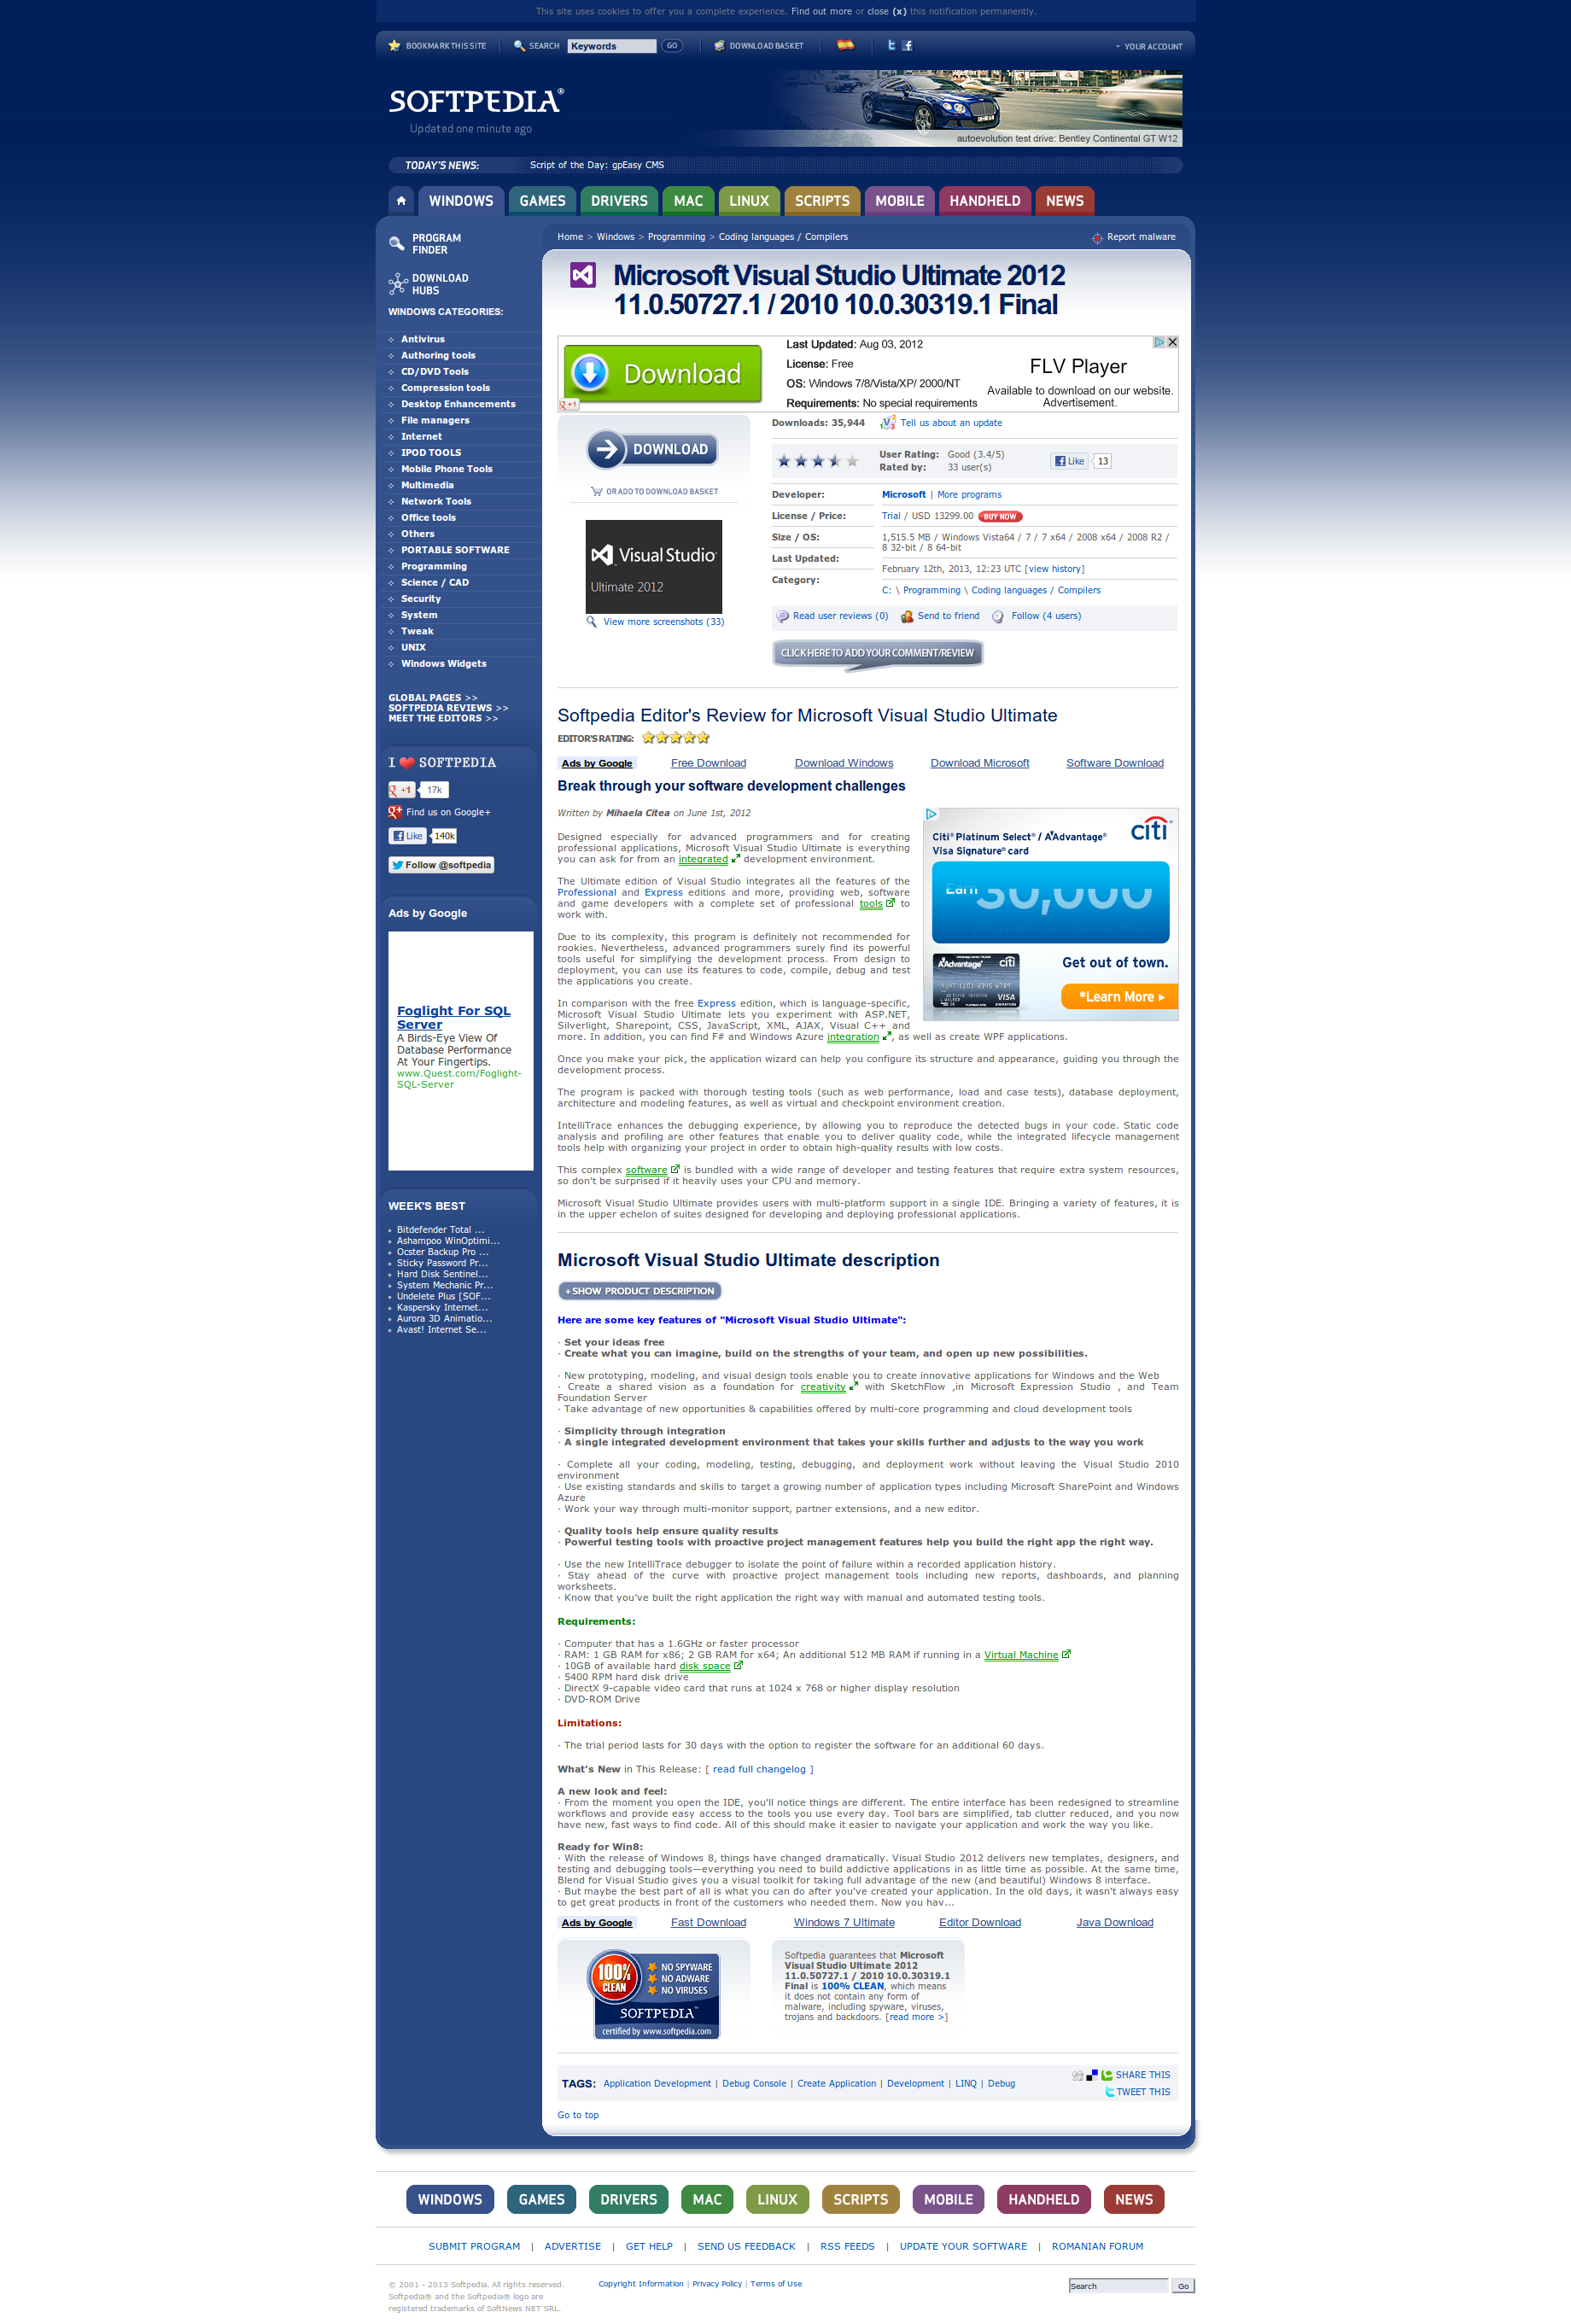 This site uses cookies to offer you a complete experience. Find out more or close (x) this notification permanently.
BOOKMARK THIS SITE
SEARCH
Keywords
GO
DOWNLOAD BASKET
YOUR ACCOUNT
SOFTPEDIA®
Updated one minute ago
autoevolution test drive: Bentley Continental GT W12
TODAY'S NEWS:
Script of the Day: gpEasy CMS
WINDOWS
GAMES
DRIVERS
MAC
LINUX
SCRIPTS
MOBILE
HANDHELD
NEWS
PROGRAM
FINDER
DOWNLOAD
HUBS
WINDOWS CATEGORIES:
Antivirus
Authoring tools
CD/DVD Tools
Compression tools
Desktop Enhancements
File managers
Internet
IPOD TOOLS
Mobile Phone Tools
Multimedia
Network Tools
Office tools
Others
PORTABLE SOFTWARE
Programming
Science / CAD
Security
System
Tweak
UNIX
Windows Widgets
GLOBAL PAGES >>
SOFTPEDIA REVIEWS >>
MEET THE EDITORS >>
I ❤ SOFTPEDIA
+1 17k
Find us on Google+
Like 140k
Follow @softpedia
Ads by Google
Foglight For SQL
Server
A Birds-Eye View Of
Database Performance
At Your Fingertips.
www.Quest.com/Foglight-
SQL-Server
WEEK'S BEST
Bitdefender Total ...
Ashampoo WinOptimi...
Ocster Backup Pro ...
Sticky Password Pr...
Hard Disk Sentinel...
System Mechanic Pr...
Undelete Plus [SOF...
Kaspersky Internet...
Aurora 3D Animatio...
Avast! Internet Se...
Home > Windows > Programming > Coding languages / Compilers
Report malware
Microsoft Visual Studio Ultimate 2012
11.0.50727.1 / 2010 10.0.30319.1 Final
Download
+1
Last Updated: Aug 03, 2012
License: Free
OS: Windows 7/8/Vista/XP/ 2000/NT
Requirements: No special requirements
FLV Player
Available to download on our website.
Advertisement.
DOWNLOAD
OR ADD TO DOWNLOAD BASKET
Visual Studio
Ultimate 2012
View more screenshots (33)
Downloads: 35,944
Tell us about an update
User Rating: Good (3.4/5)
Rated by: 33 user(s)
Like 13
Developer: Microsoft | More programs
License / Price: Trial / USD 13299.00 BUY NOW
Size / OS: 1,515.5 MB / Windows Vista64 / 7 / 7 x64 / 2008 x64 / 2008 R2 /
8 32-bit / 8 64-bit
Last Updated: February 12th, 2013, 12:23 UTC [view history]
Category: C: \ Programming \ Coding languages / Compilers
Read user reviews (0)
Send to friend
Follow (4 users)
CLICK HERE TO ADD YOUR COMMENT/REVIEW
Softpedia Editor's Review for Microsoft Visual Studio Ultimate
EDITOR'S RATING:
Ads by Google
Free Download
Download Windows
Download Microsoft
Software Download
Break through your software development challenges
Written by Mihaela Citea on June 1st, 2012
Designed especially for advanced programmers and for creating
professional applications, Microsoft Visual Studio Ultimate is everything
you can ask for from an integrated development environment.
The Ultimate edition of Visual Studio integrates all the features of the
Professional and Express editions and more, providing web, software
and game developers with a complete set of professional tools to
work with.
Due to its complexity, this program is definitely not recommended for
rookies. Nevertheless, advanced programmers surely find its powerful
tools useful for simplifying the development process. From design to
deployment, you can use its features to code, compile, debug and test
the applications you create.
In comparison with the free Express edition, which is language-specific,
Microsoft Visual Studio Ultimate lets you experiment with ASP.NET,
Silverlight, Sharepoint, CSS, JavaScript, XML, AJAX, Visual C++ and
more. In addition, you can find F# and Windows Azure integration, as well as create WPF applications.
citi
Citi® Platinum Select® / AAdvantage®
Visa Signature® card
Earn
30,000
AAdvantage
citi
VISA
Get out of town.
*Learn More
Once you make your pick, the application wizard can help you configure its structure and appearance, guiding you through the
development process.
The program is packed with thorough testing tools (such as web performance, load and case tests), database deployment,
architecture and modeling features, as well as virtual and checkpoint environment creation.
IntelliTrace enhances the debugging experience, by allowing you to reproduce the detected bugs in your code. Static code
analysis and profiling are other features that enable you to deliver quality code, while the integrated lifecycle management
tools help with organizing your project in order to obtain high-quality results with low costs.
This complex software is bundled with a wide range of developer and testing features that require extra system resources,
so don't be surprised if it heavily uses your CPU and memory.
Microsoft Visual Studio Ultimate provides users with multi-platform support in a single IDE. Bringing a variety of features, it is
in the upper echelon of suites designed for developing and deploying professional applications.
Microsoft Visual Studio Ultimate description
+ SHOW PRODUCT DESCRIPTION
Here are some key features of "Microsoft Visual Studio Ultimate":
· Set your ideas free
· Create what you can imagine, build on the strengths of your team, and open up new possibilities.
· New prototyping, modeling, and visual design tools enable you to create innovative applications for Windows and the Web
· Create a shared vision as a foundation for creativity with SketchFlow ,in Microsoft Expression Studio , and Team
Foundation Server
· Take advantage of new opportunities & capabilities offered by multi-core programming and cloud development tools
· Simplicity through integration
· A single integrated development environment that takes your skills further and adjusts to the way you work
· Complete all your coding, modeling, testing, debugging, and deployment work without leaving the Visual Studio 2010
environment
· Use existing standards and skills to target a growing number of application types including Microsoft SharePoint and Windows
Azure
· Work your way through multi-monitor support, partner extensions, and a new editor.
· Quality tools help ensure quality results
· Powerful testing tools with proactive project management features help you build the right app the right way.
· Use the new IntelliTrace debugger to isolate the point of failure within a recorded application history.
· Stay ahead of the curve with proactive project management tools including new reports, dashboards, and planning
worksheets.
· Know that you've built the right application the right way with manual and automated testing tools.
Requirements:
· Computer that has a 1.6GHz or faster processor
· RAM: 1 GB RAM for x86; 2 GB RAM for x64; An additional 512 MB RAM if running in a Virtual Machine
· 10GB of available hard disk space
· 5400 RPM hard disk drive
· DirectX 9-capable video card that runs at 1024 x 768 or higher display resolution
· DVD-ROM Drive
Limitations:
· The trial period lasts for 30 days with the option to register the software for an additional 60 days.
What's New in This Release: [ read full changelog ]
A new look and feel:
· From the moment you open the IDE, you'll notice things are different. The entire interface has been redesigned to streamline
workflows and provide easy access to the tools you use every day. Tool bars are simplified, tab clutter reduced, and you now
have new, fast ways to find code. All of this should make it easier to navigate your application and work the way you like.
Ready for Win8:
· With the release of Windows 8, things have changed dramatically. Visual Studio 2012 delivers new templates, designers, and
testing and debugging tools—everything you need to build addictive applications in as little time as possible. At the same time,
Blend for Visual Studio gives you a visual toolkit for taking full advantage of the new (and beautiful) Windows 8 interface.
· But maybe the best part of all is what you can do after you've created your application. In the old days, it wasn't always easy
to get great products in front of the customers who needed them. Now you hav...
Ads by Google
Fast Download
Windows 7 Ultimate
Editor Download
Java Download
100%
CLEAN
NO SPYWARE
NO ADWARE
NO VIRUSES
SOFTPEDIA™
certified by www.softpedia.com
Softpedia guarantees that Microsoft
Visual Studio Ultimate 2012
11.0.50727.1 / 2010 10.0.30319.1
Final is 100% CLEAN, which means
it does not contain any form of
malware, including spyware, viruses,
trojans and backdoors. [read more >]
TAGS: Application Development | Debug Console | Create Application | Development | LINQ | Debug
SHARE THIS
TWEET THIS
Go to top
WINDOWS
GAMES
DRIVERS
MAC
LINUX
SCRIPTS
MOBILE
HANDHELD
NEWS
SUBMIT PROGRAM | ADVERTISE | GET HELP | SEND US FEEDBACK | RSS FEEDS | UPDATE YOUR SOFTWARE | ROMANIAN FORUM
© 2001 - 2013 Softpedia. All rights reserved.
Softpedia® and the Softpedia® logo are
registered trademarks of SoftNews NET SRL.
Copyright Information | Privacy Policy | Terms of Use
Search
Go